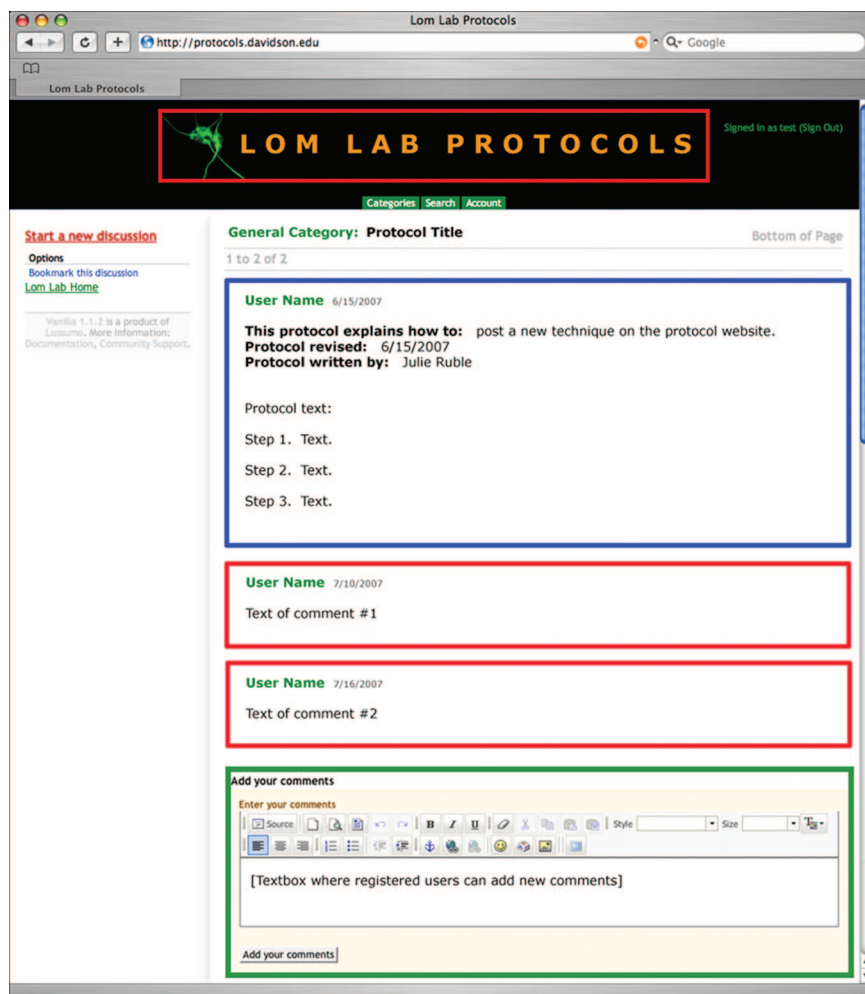 Lom Lab Protocols
http://protocols.davidson.edu
Google
Lom Lab Protocols
LOM LAB PROTOCOLS
Signed in as test (Sign Out)
Categories Search Account
Start a new discussion
Options
Bookmark this discussion
Lom Lab Home
Vanilla 1.1.2 is a product of
Lussumo. More Information:
Documentation, Community Support.
General Category: Protocol Title
Bottom of Page
1 to 2 of 2
User Name 6/15/2007
This protocol explains how to: post a new technique on the protocol website.
Protocol revised: 6/15/2007
Protocol written by: Julie Ruble
Protocol text:
Step 1. Text.
Step 2. Text.
Step 3. Text.
User Name 7/10/2007
Text of comment #1
User Name 7/16/2007
Text of comment #2
Add your comments
Enter your comments
Source B I U Style Size
[Textbox where registered users can add new comments]
Add your comments